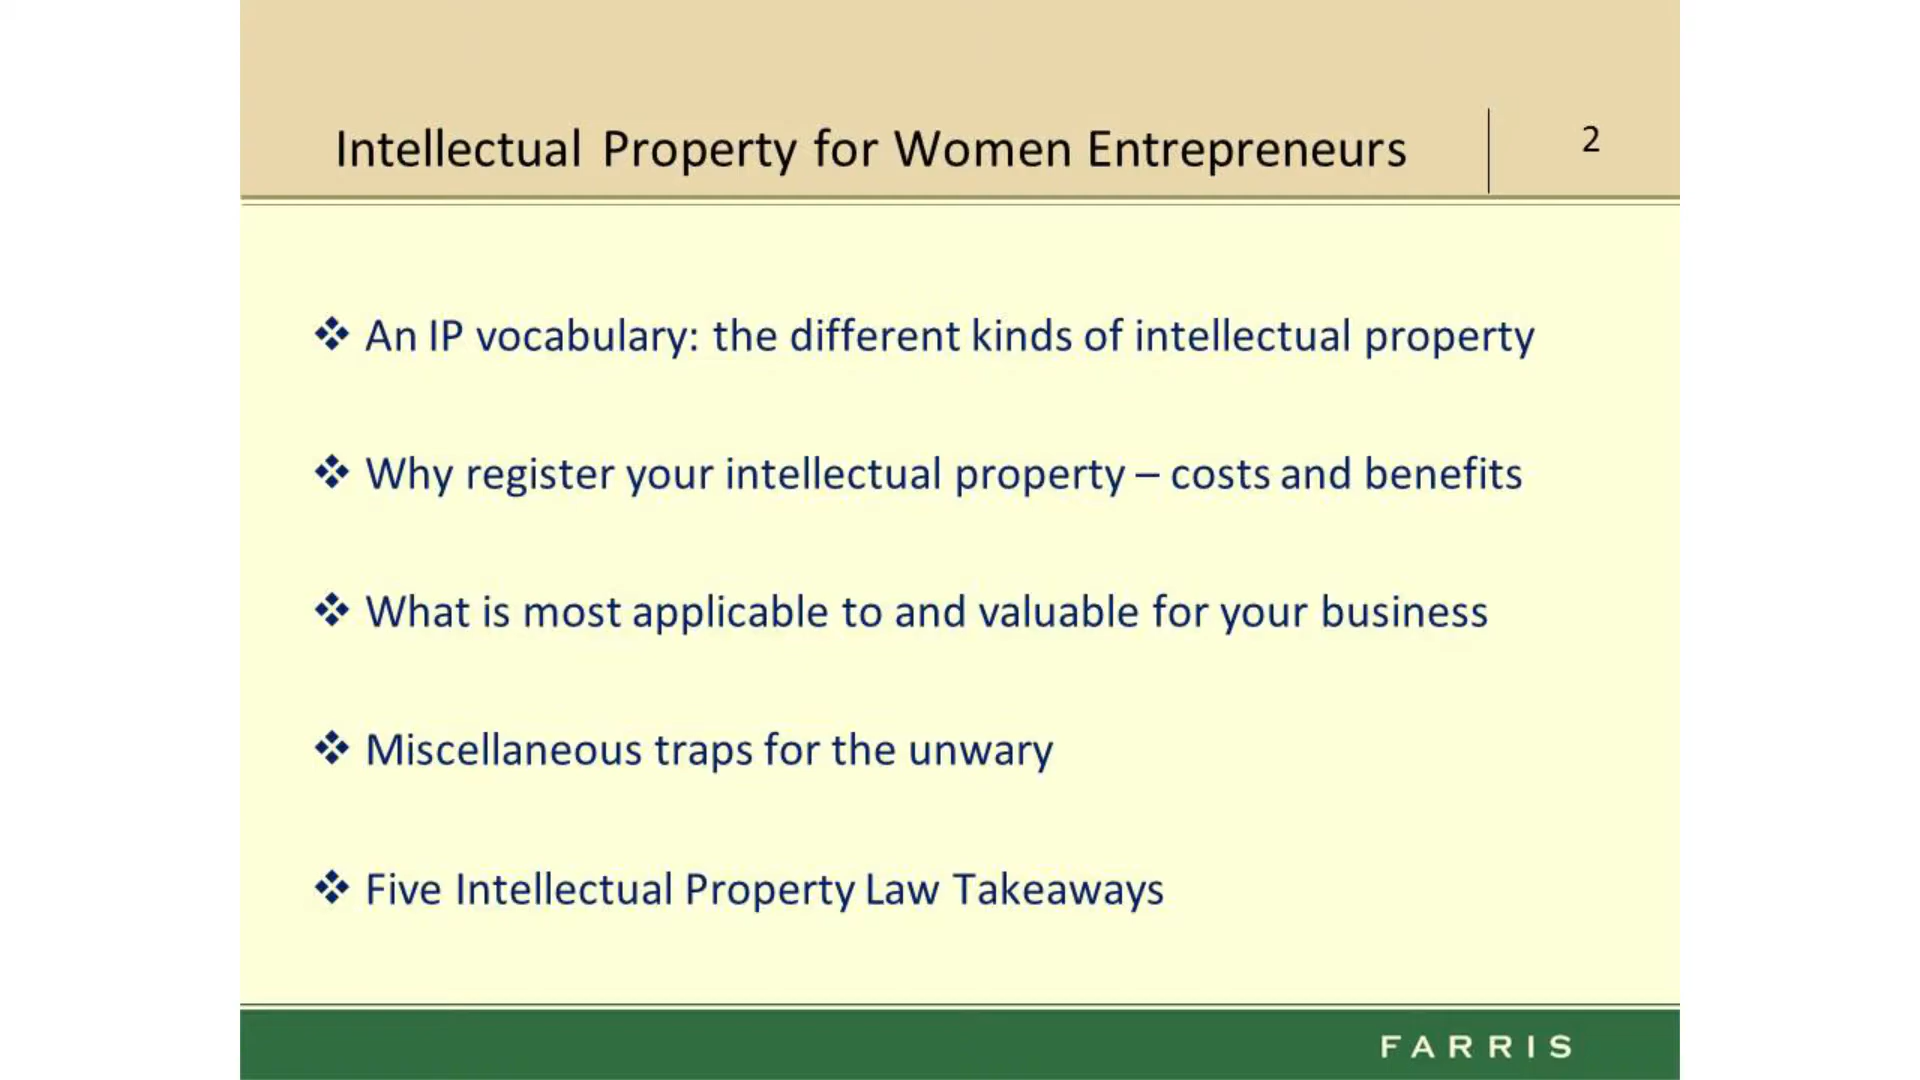 Intellectual Property for Women Entrepreneurs
2
❖ An IP vocabulary: the different kinds of intellectual property
❖ Why register your intellectual property – costs and benefits
❖ What is most applicable to and valuable for your business
❖ Miscellaneous traps for the unwary
❖ Five Intellectual Property Law Takeaways
FARRIS